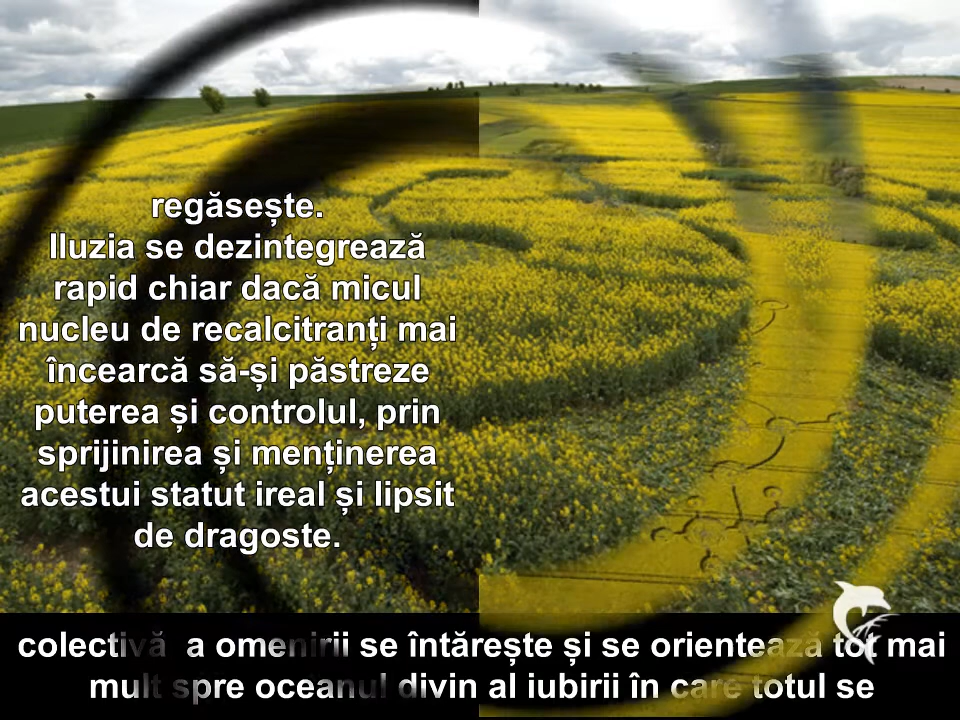 regăsește.
Iluzia se dezintegrează
rapid chiar dacă micul
nucleu de recalcitranți mai
încearcă să-și păstreze
puterea și controlul, prin
sprijinirea și menținerea
acestui statut ireal și lipsit
de dragoste.
colectivă a omenirii se întărește și se orientează tot mai
mult spre oceanul divin al iubirii în care totul se